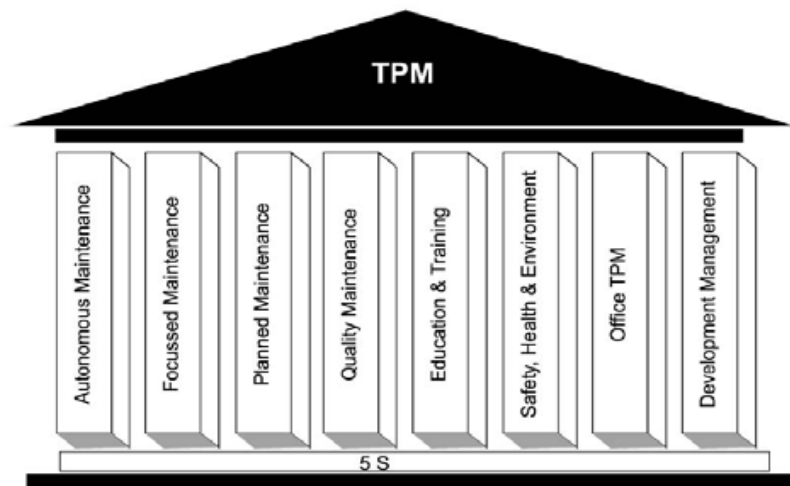 TPM
Autonomous Maintenance
Focussed Maintenance
Planned Maintenance
Quality Maintenance
Education & Training
Safety, Health & Environment
Office TPM
Development Management
5 S